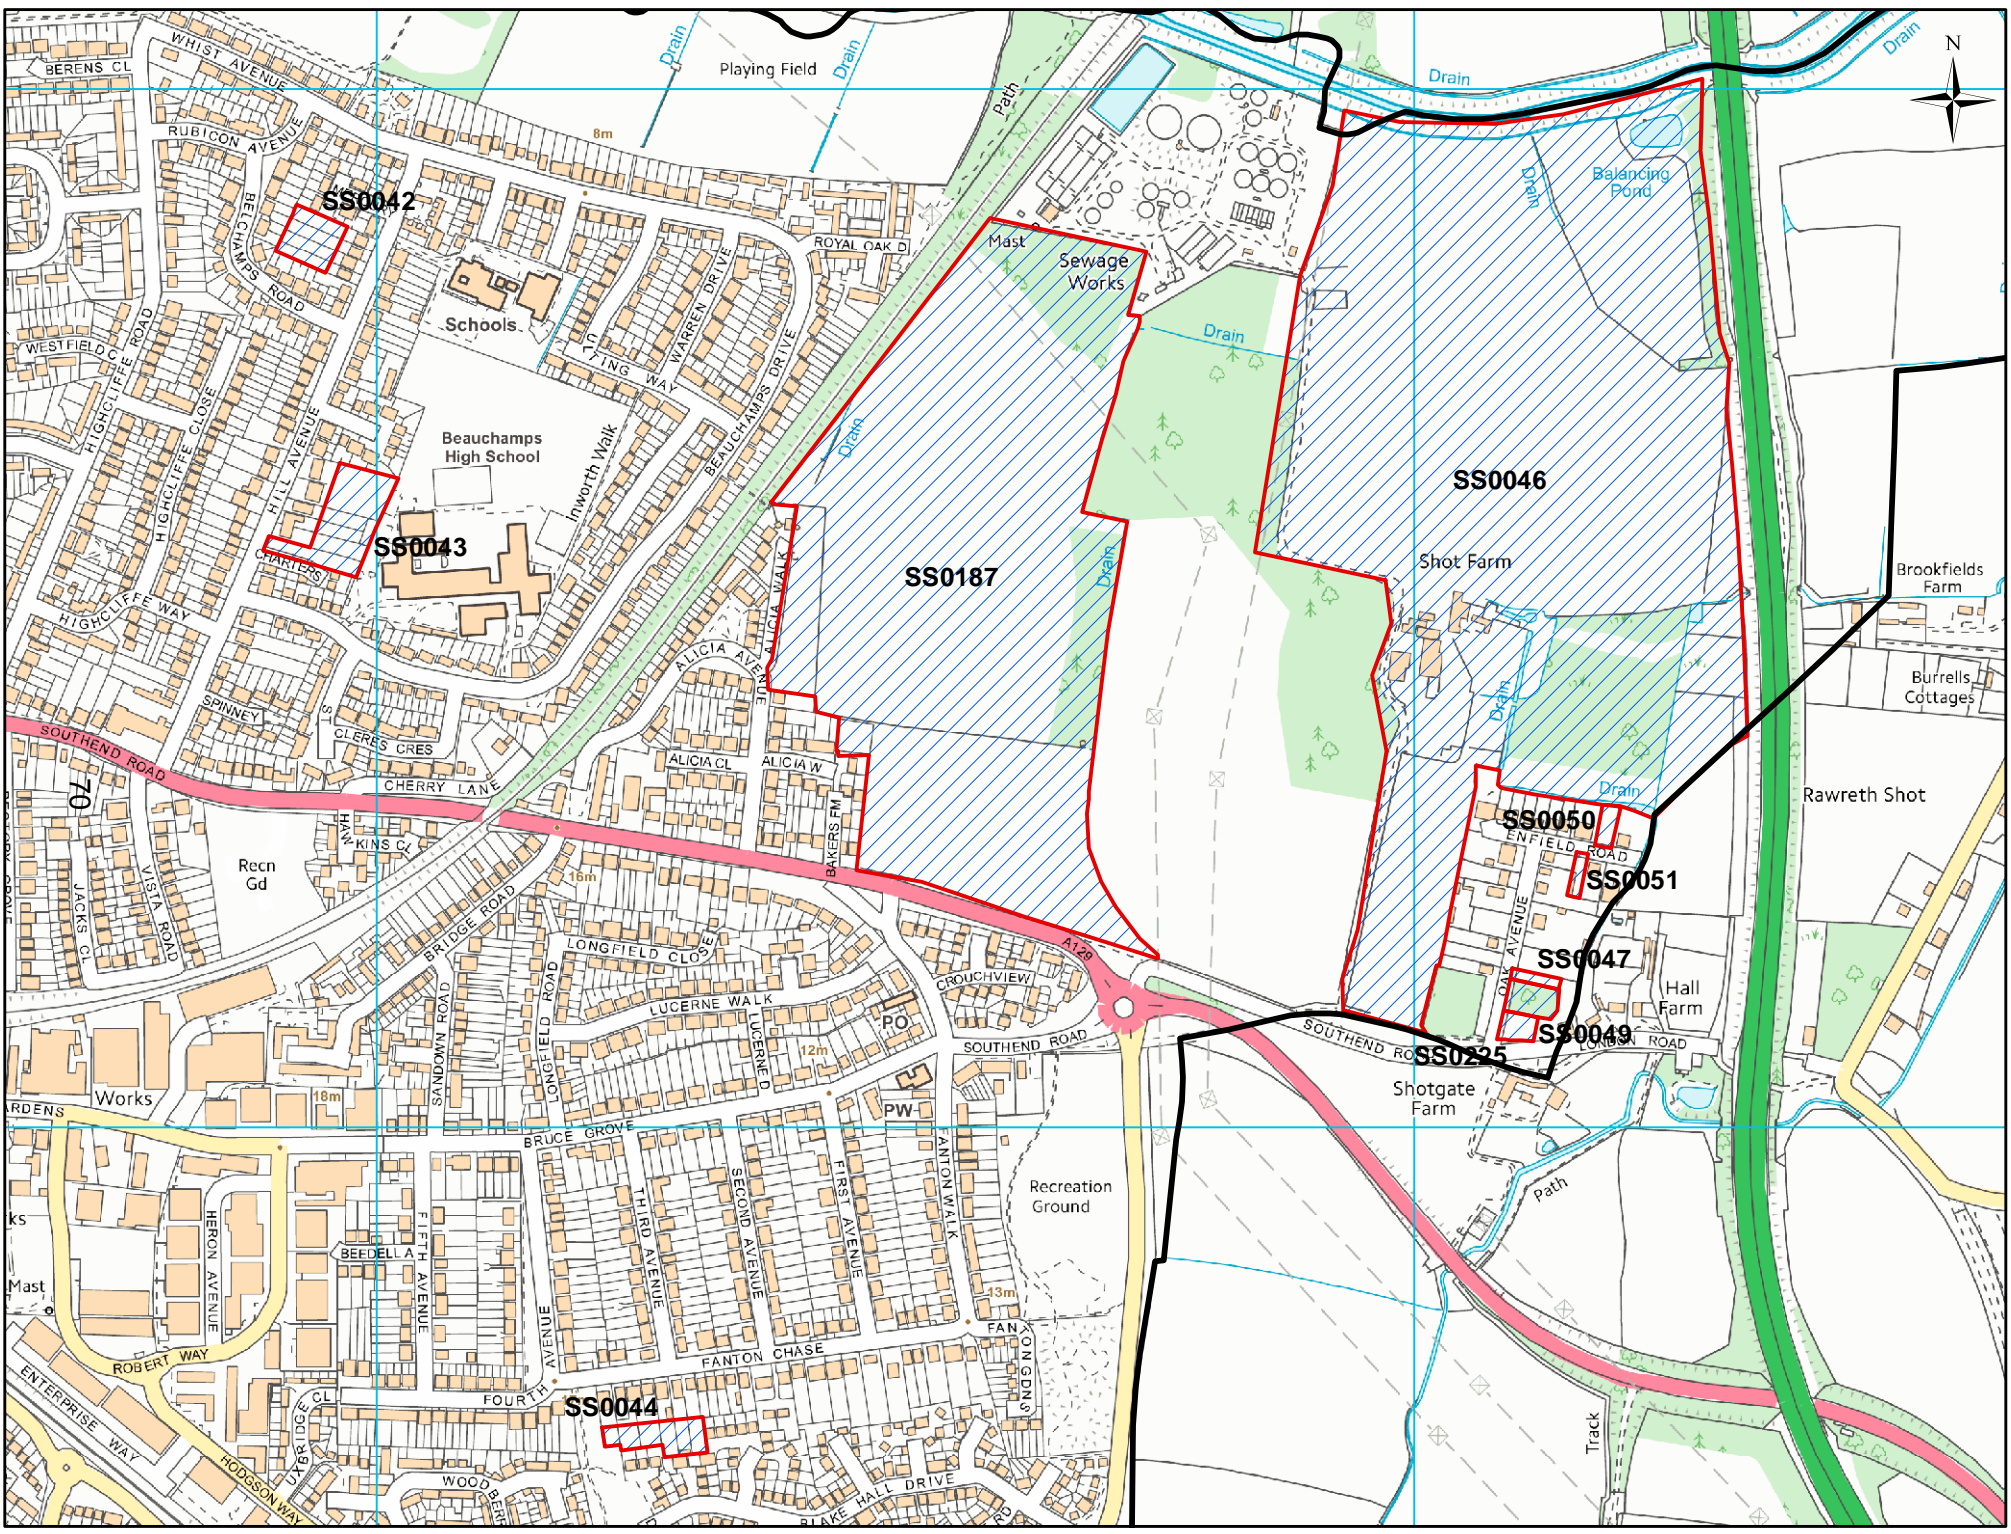 WHIST AVENUE
BERENS CL
RUBICON AVENUE
Drain
Playing Field
Drain
Path
8m
Drain
Drain
N
SS0042
BELCHAMPS ROAD
ROYAL OAK D
Mast
Sewage
Works
Balancing
Pond
Drain
Schools
WARREN DRIVE
BEAUCHAMPS DRIVE
WESTFIELD C
HIGHCLIFFE ROAD
HIGHCLIFFE CLOSE
HILL AVENUE
Drain
Drain
Beauchamps
High School
Inworth Walk
SS0046
SS0043
CHARTERS
SS0187
ALICIA WALK
Drain
Shot Farm
Brookfields
Farm
HIGHCLIFFE WAY
ALICIA AVENUE
Burrells
Cottages
SPINNEY
ST
CLERES CRES
Drain
SOUTHEND ROAD
70
CHERRY LANE
ALICIA CL
ALICIA W
Drain
Rawreth Shot
HAW
KINS CL
BAKERS FM
SS0050
ENFIELD ROAD
Recn
Gd
VISTA ROAD
JACKS CL
16m
SS0051
BRIDGE ROAD
OAK AVENUE
LONGFIELD CLOSE
A129
SS0047
CROUCHVIEW
LUCERNE WALK
LUCERNE D
LONGFIELD ROAD
SANDOWN ROAD
PO
Hall
Farm
SOUTHEND ROAD
SOUTHEND RO
SS0049
LONDON ROAD
SS0225
12m
Shotgate
Farm
Works
18m
ARDENS
PW
BRUCE GROVE
FANTON WALK
Recreation
Ground
Path
THIRD AVENUE
SECOND AVENUE
FIRST AVENUE
HERON AVENUE
FIFTH AVENUE
BEEDELL A
ks
Mast
13m
FANTON GDNS
ROBERT WAY
FANTON CHASE
FOURTH AVENUE
ENTERPRISE WAY
UXBRIDGE CL
SS0044
HODGSON WAY
WOOD
BLAKE HALL DRIVE
RD
Track